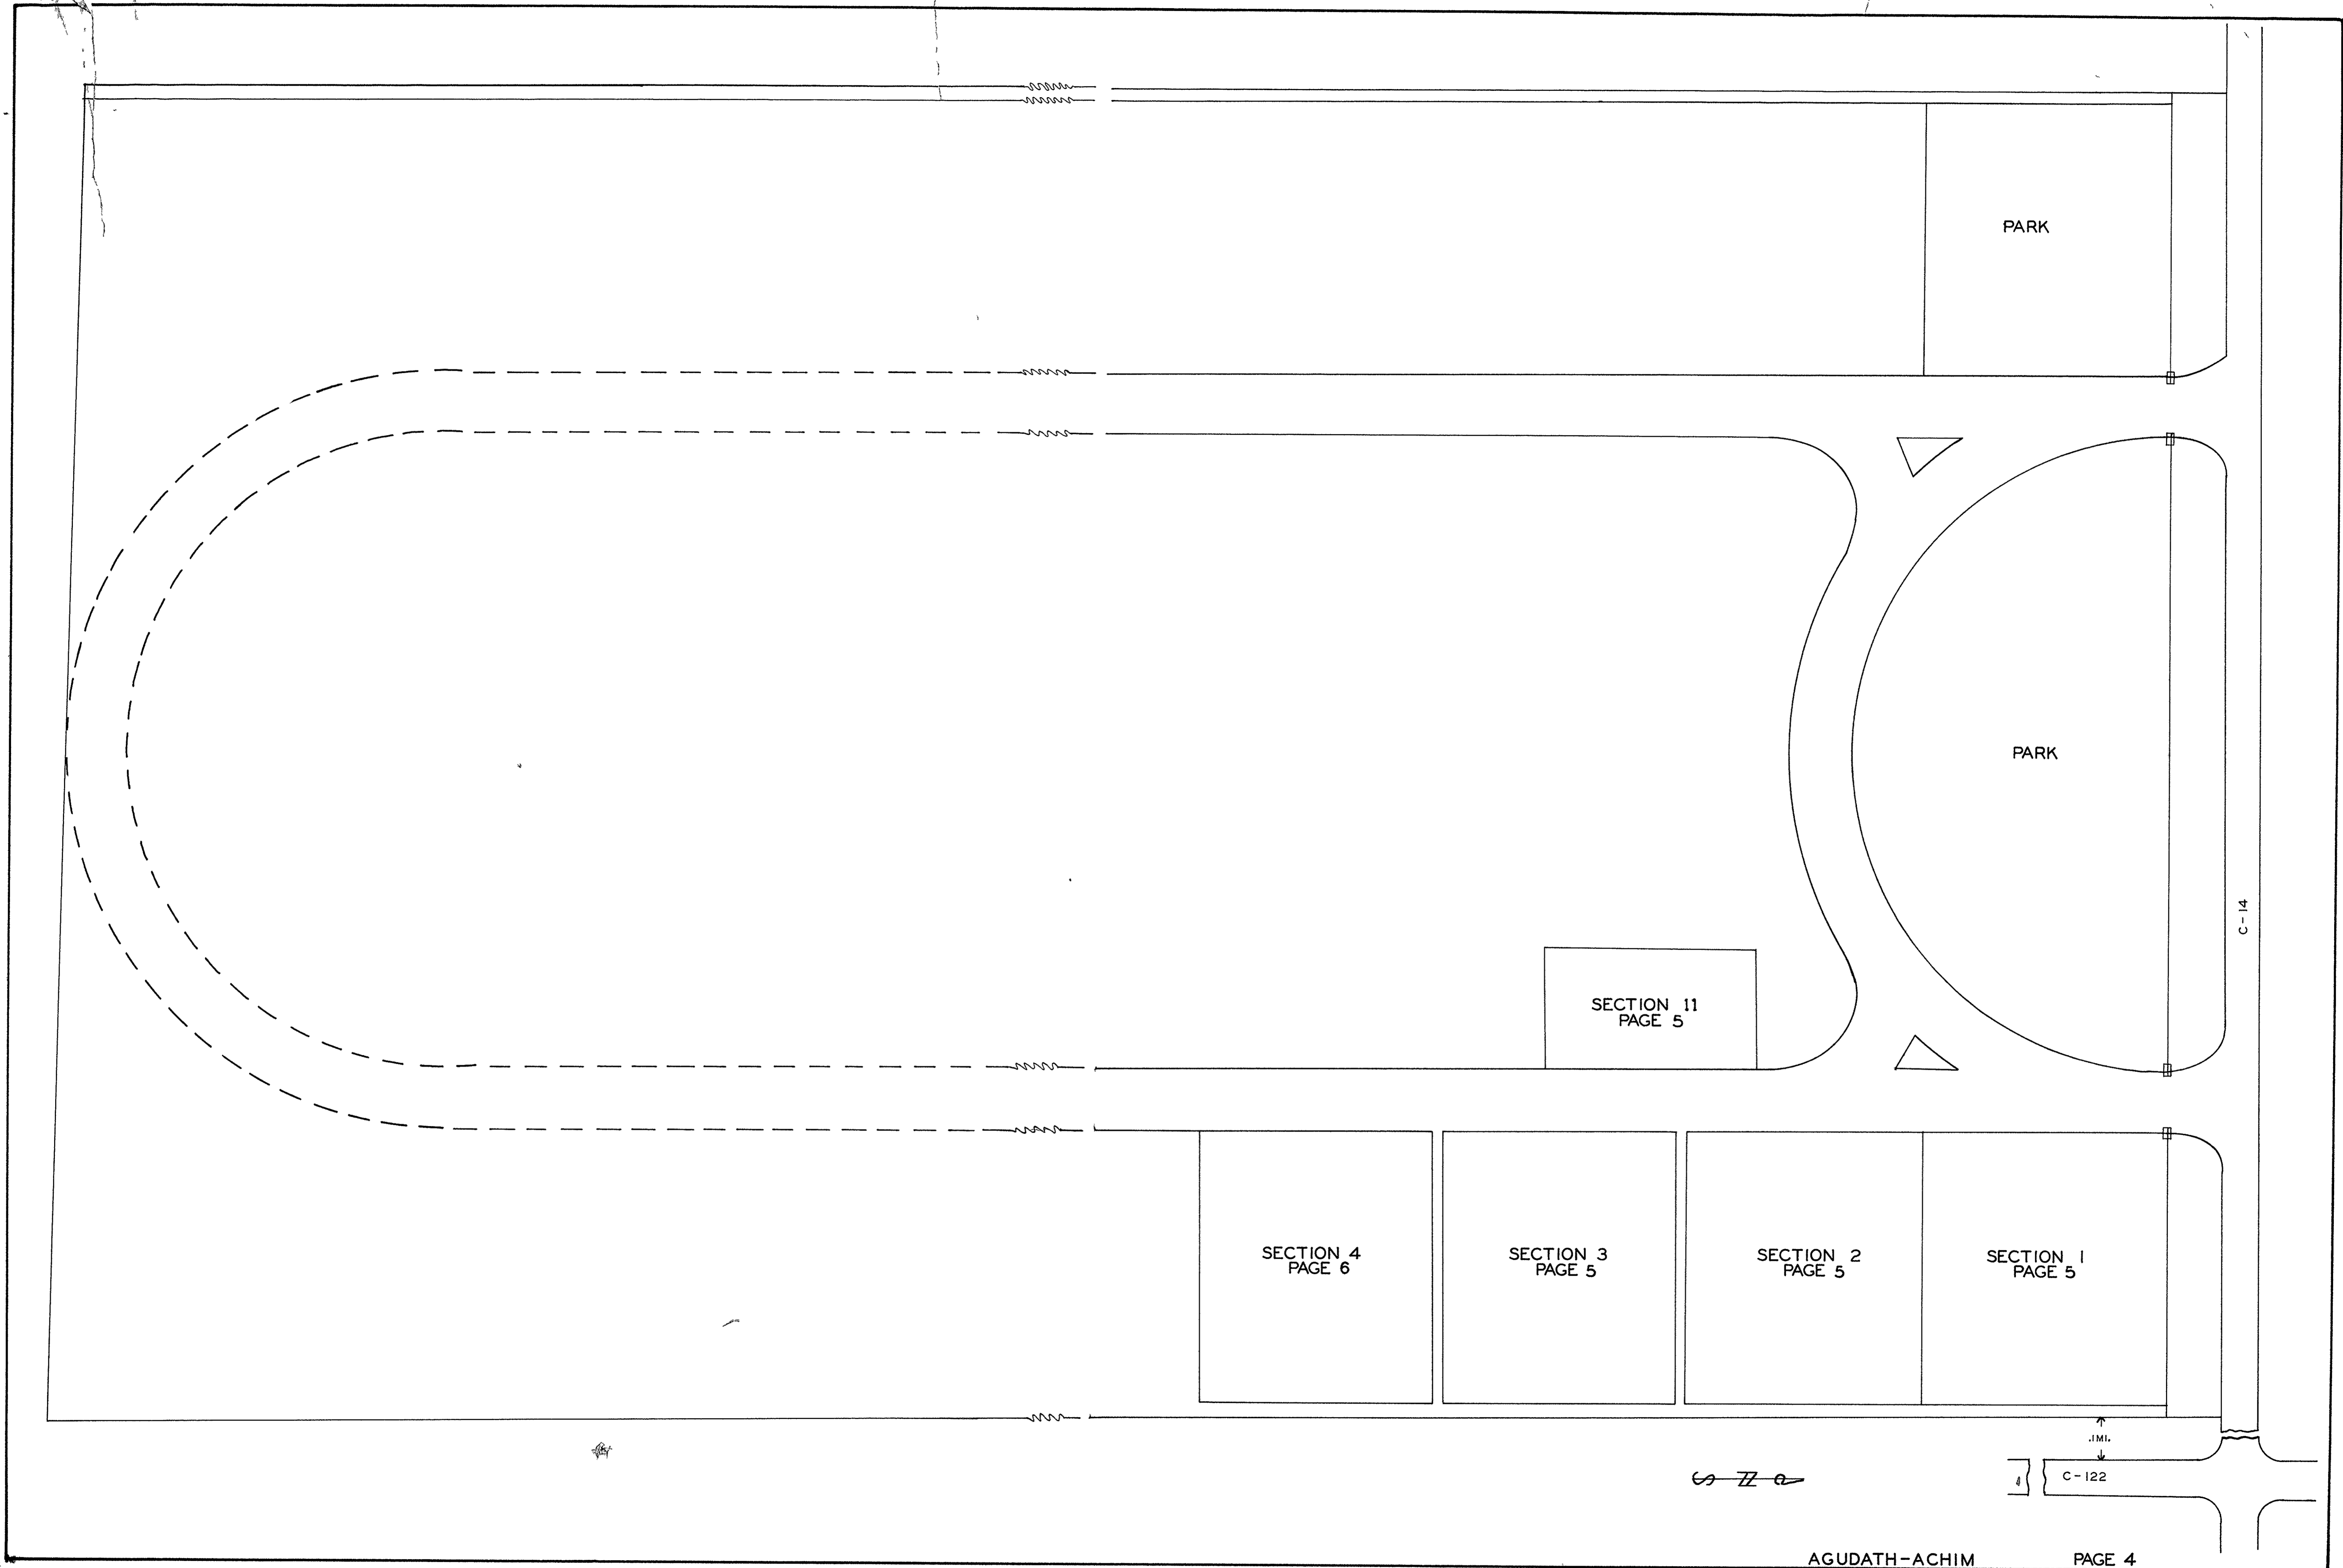 PARK
PARK
C-14
SECTION 11
PAGE 5
SECTION 4
PAGE 6
SECTION 3
PAGE 5
SECTION 2
PAGE 5
SECTION 1
PAGE 5
.1MI.
C-122
AGUDATH-ACHIM PAGE 4